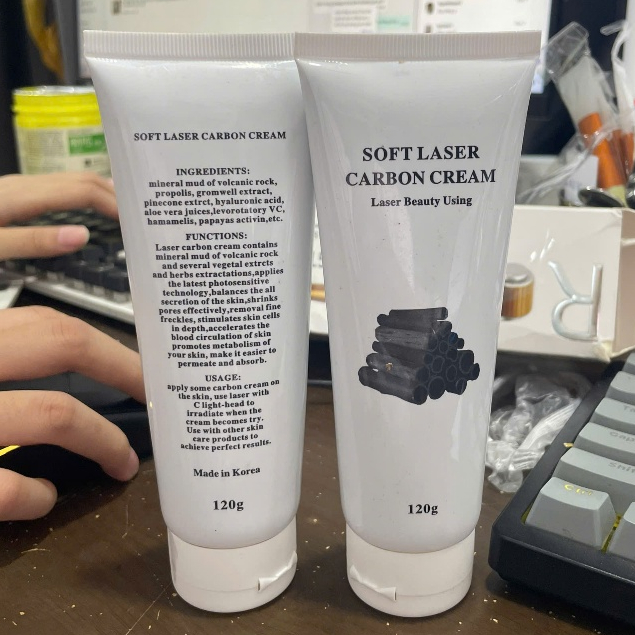 SOFT LASER CARBON CREAM
INGREDIENTS:
mineral mud of volcanic rock,
propolis, gromwell extract,
pinecone extrct, hyaluronic acid,
aloe vera juices,levorotatory VC,
hamamelis, papayas activin,etc.
FUNCTIONS:
Laser carbon cream contains
mineral mud of volcanic rock
and several vegetal extrcts
and herbs extractations,applies
the latest photosensitive
technology,balances the all
secretion of the skin,shrinks
pores effectively,removal fine
freckles, stimulates skin cells
in depth,accelerates the
blood circulation of skin
promotes metabolism of
your skin, make it easier to
permeate and absorb.
USAGE:
apply some carbon cream on
the skin, use laser with
C light-head to
irradiate when the
cream becomes try.
Use with other skin
care products to
achieve perfect results.
Made in Korea
120g
SOFT LASER
CARBON CREAM
Laser Beauty Using
120g
R